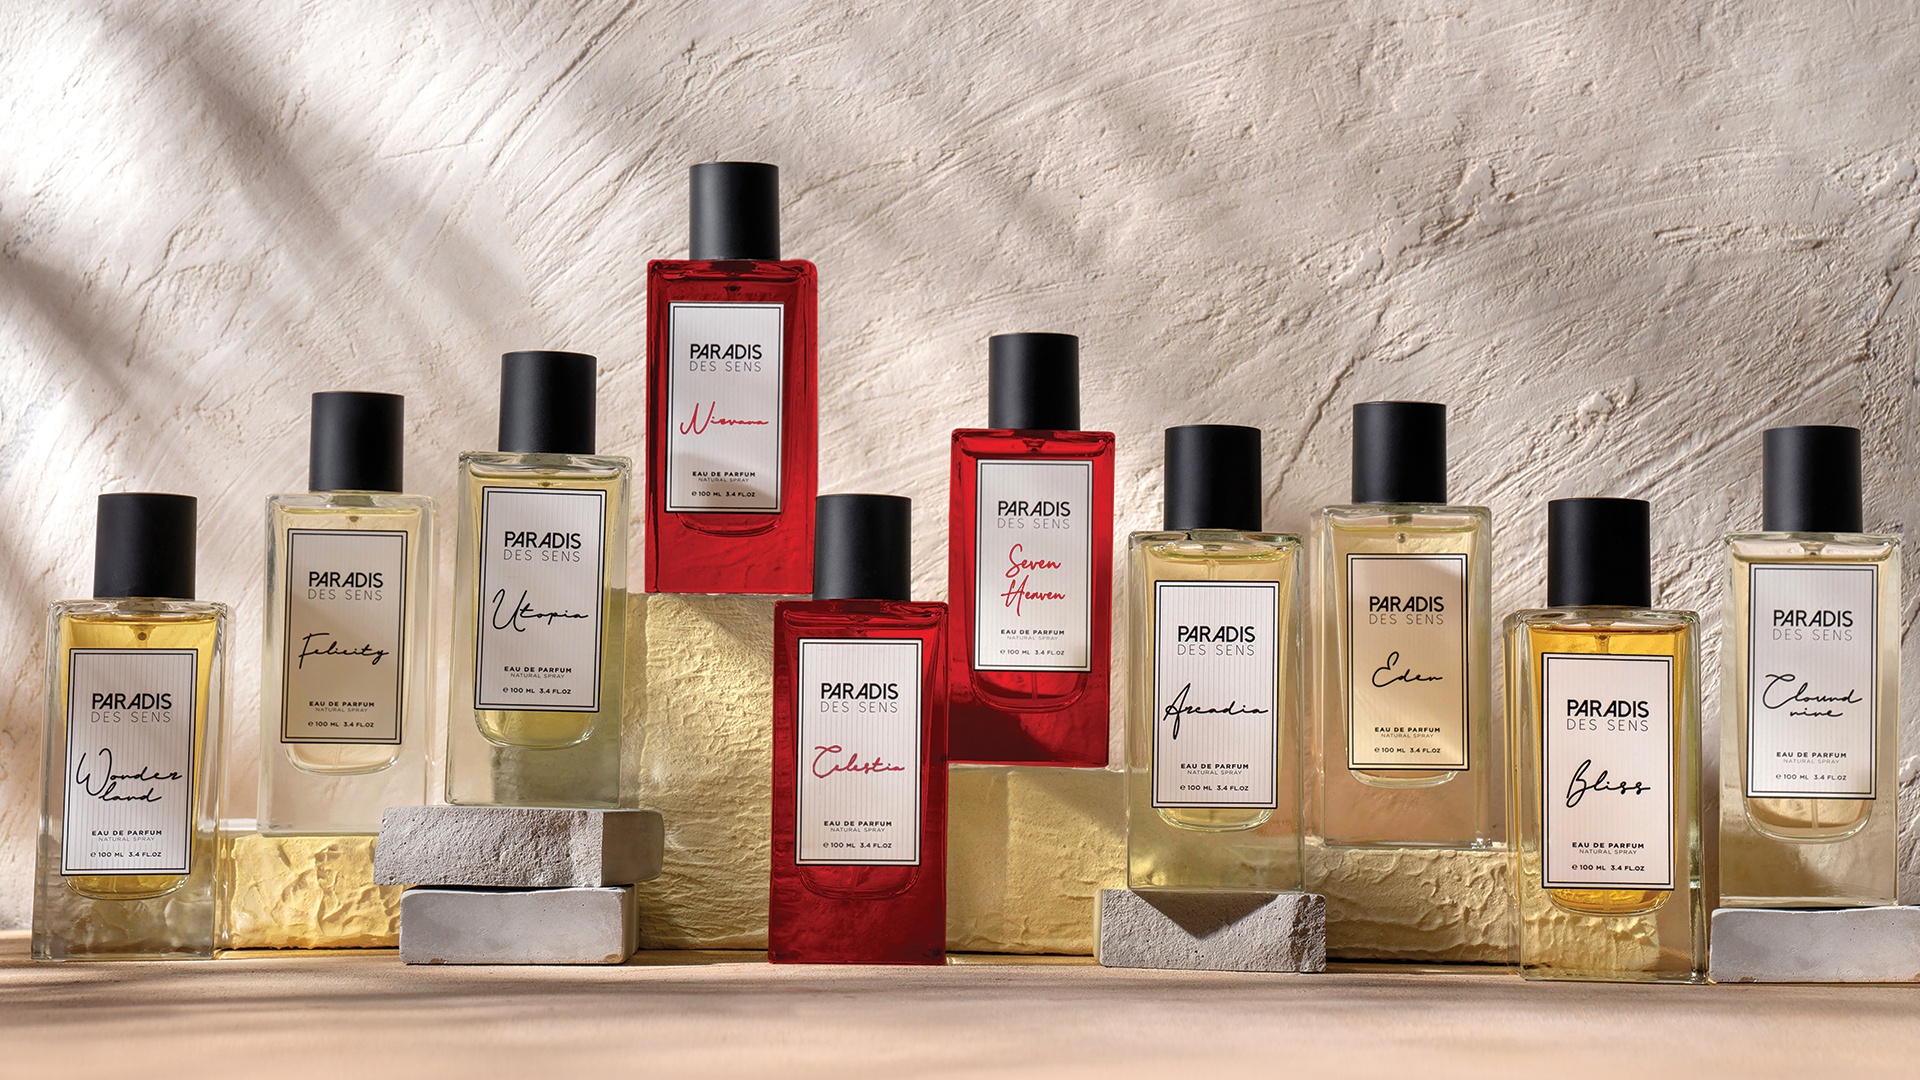 PARADIS
DES SENS
Wonder
land
EAU DE PARFUM
NATURAL SPRAY
℮ 100 ML 3.4 FL.OZ
PARADIS
DES SENS
Felicity
EAU DE PARFUM
NATURAL SPRAY
℮ 100 ML 3.4 FL.OZ
PARADIS
DES SENS
Utopia
EAU DE PARFUM
NATURAL SPRAY
℮ 100 ML 3.4 FL.OZ
PARADIS
DES SENS
Nirvana
EAU DE PARFUM
NATURAL SPRAY
℮ 100 ML 3.4 FL.OZ
PARADIS
DES SENS
Celestia
EAU DE PARFUM
NATURAL SPRAY
℮ 100 ML 3.4 FL.OZ
PARADIS
DES SENS
Seven
Heaven
EAU DE PARFUM
NATURAL SPRAY
℮ 100 ML 3.4 FL.OZ
PARADIS
DES SENS
Arcadia
EAU DE PARFUM
NATURAL SPRAY
℮ 100 ML 3.4 FL.OZ
PARADIS
DES SENS
Eden
EAU DE PARFUM
NATURAL SPRAY
℮ 100 ML 3.4 FL.OZ
PARADIS
DES SENS
Bliss
EAU DE PARFUM
NATURAL SPRAY
℮ 100 ML 3.4 FL.OZ
PARADIS
DES SENS
Clound
nine
EAU DE PARFUM
NATURAL SPRAY
℮ 100 ML 3.4 FL.OZ